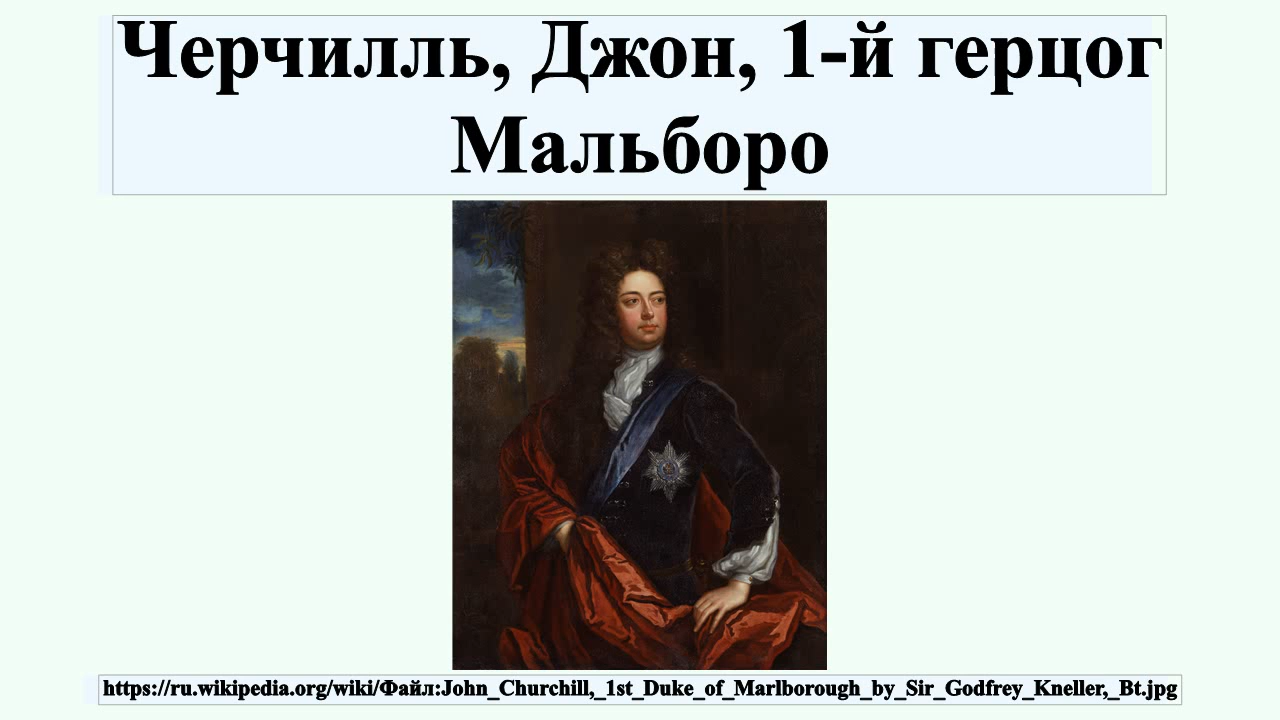 Черчилль, Джон, 1-й герцог
Мальборо
https://ru.wikipedia.org/wiki/Файл:John_Churchill,_1st_Duke_of_Marlborough_by_Sir_Godfrey_Kneller,_Bt.jpg